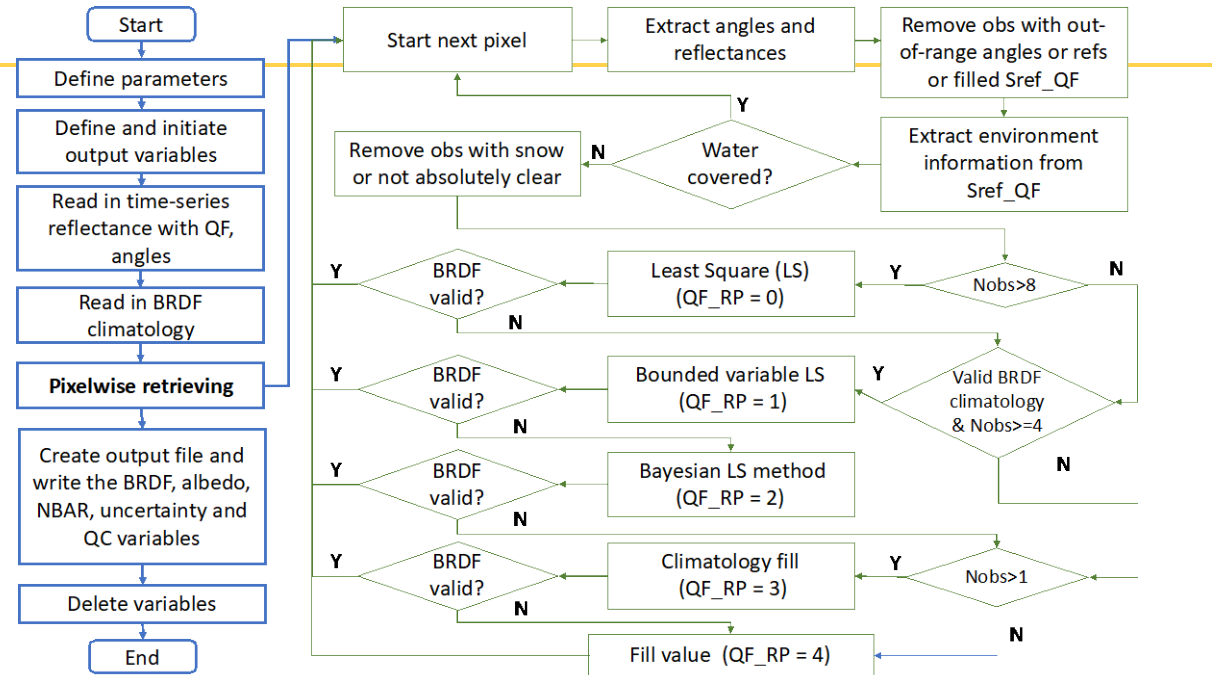 Start
Define parameters
Define and initiate
output variables
Read in time-series
reflectance with QF,
angles
Read in BRDF
climatology
Pixelwise retrieving
Create output file and
write the BRDF, albedo,
NBAR, uncertainty and
QC variables
Delete variables
End
Start next pixel
Extract angles and
reflectances
Remove obs with out-
of-range angles or refs
or filled Sref_QF
Extract environment
information from
Sref_QF
Water
covered?
Y
N
Remove obs with snow
or not absolutely clear
Nobs>8
Y
N
Least Square (LS)
(QF_RP = 0)
BRDF
valid?
Y
N
Valid BRDF
climatology
& Nobs>=4
Y
N
Bounded variable LS
(QF_RP = 1)
BRDF
valid?
Y
N
Bayesian LS method
(QF_RP = 2)
BRDF
valid?
Y
N
Nobs>1
Y
N
Climatology fill
(QF_RP = 3)
BRDF
valid?
Y
N
Fill value (QF_RP = 4)